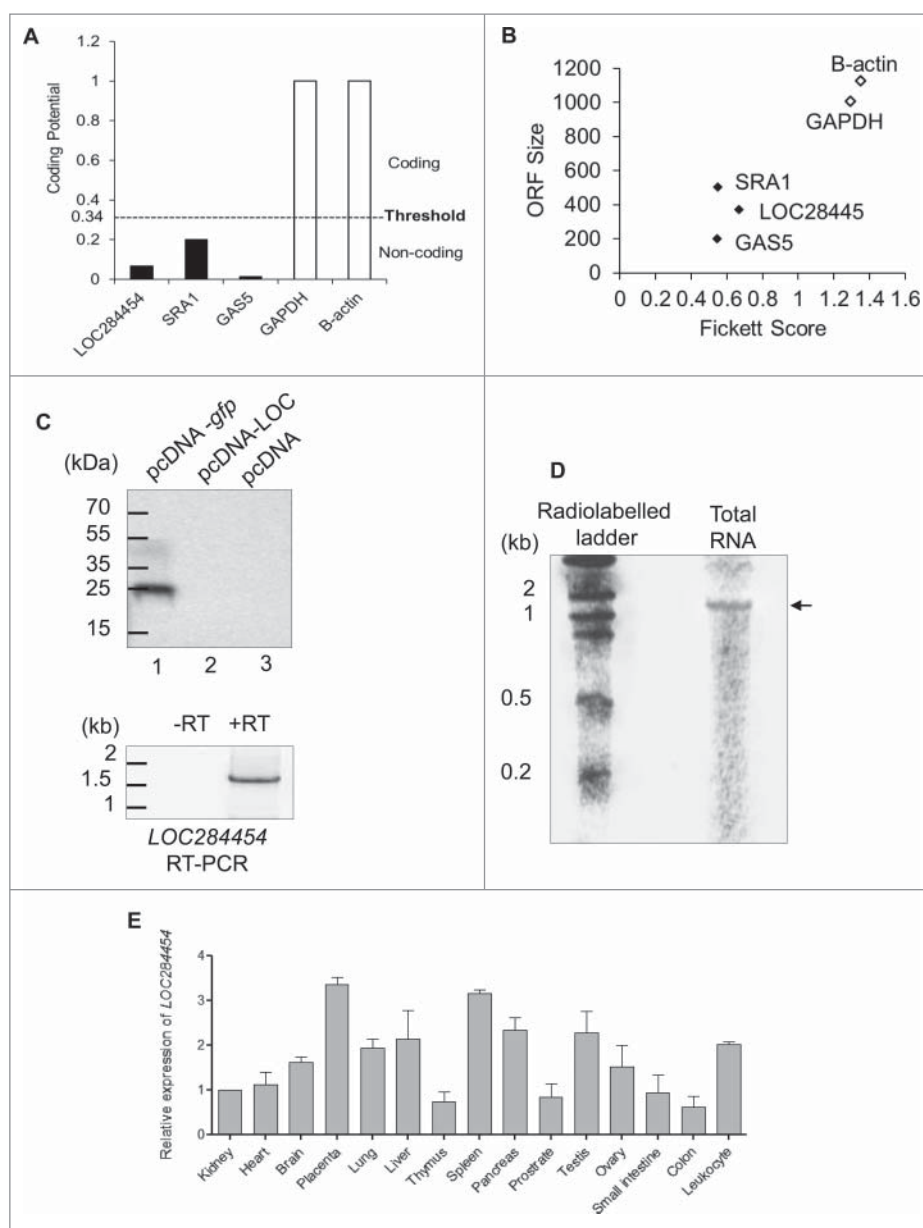 A
Coding Potential
1.2
1
0.8
0.6
0.4
0.34
0.2
0
Coding
Threshold
Non-coding
LOC284454
SRA1
GAS5
GAPDH
B-actin
B
ORF Size
1200
1000
800
600
400
200
0
B-actin
GAPDH
SRA1
LOC28445
GAS5
0 0.2 0.4 0.6 0.8 1 1.2 1.4 1.6
Fickett Score
C
pcDNA-gfp
pcDNA-LOC
pcDNA
(kDa)
70
55
35
25
15
1 2 3
(kb) -RT +RT
2
1.5
1
LOC284454
RT-PCR
D
Radiolabelled
ladder
Total
RNA
(kb)
2
1
0.5
0.2
E
Relative expression of LOC284454
4
3
2
1
0
Kidney
Heart
Brain
Placenta
Lung
Liver
Thymus
Spleen
Pancreas
Prostrate
Testis
Ovary
Small intestine
Colon
Leukocyte